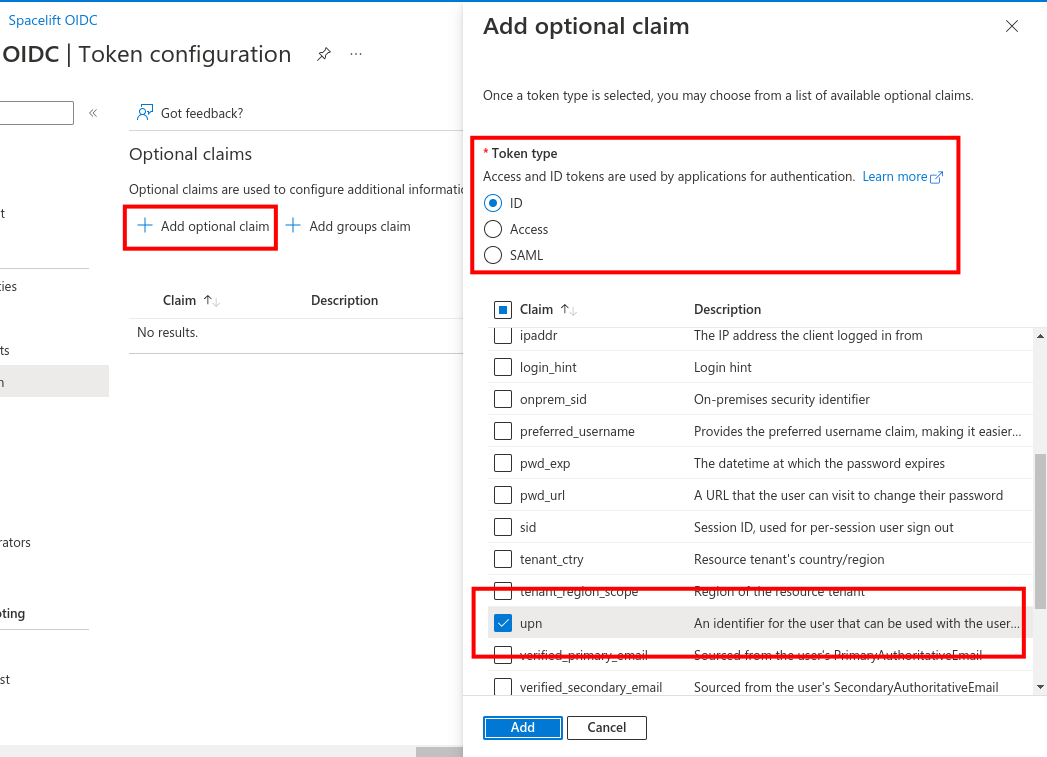 Spacelift OIDC
OIDC | Token configuration
Got feedback?
Optional claims
Optional claims are used to configure additional informatio
Add optional claim
Add groups claim
Claim
Description
No results.
t
ies
ts
n
rators
oting
st
Add optional claim
Once a token type is selected, you may choose from a list of available optional claims.
* Token type
Access and ID tokens are used by applications for authentication. Learn more
ID
Access
SAML
Claim Description
ipaddr The IP address the client logged in from
login_hint Login hint
onprem_sid On-premises security identifier
preferred_username Provides the preferred username claim, making it easier...
pwd_exp The datetime at which the password expires
pwd_url A URL that the user can visit to change their password
sid Session ID, used for per-session user sign out
tenant_ctry Resource tenant's country/region
tenant_region_scope Region of the resource tenant
upn An identifier for the user that can be used with the user...
verified_primary_email Sourced from the user's PrimaryAuthoritativeEmail
verified_secondary_email Sourced from the user's SecondaryAuthoritativeEmail
Add
Cancel